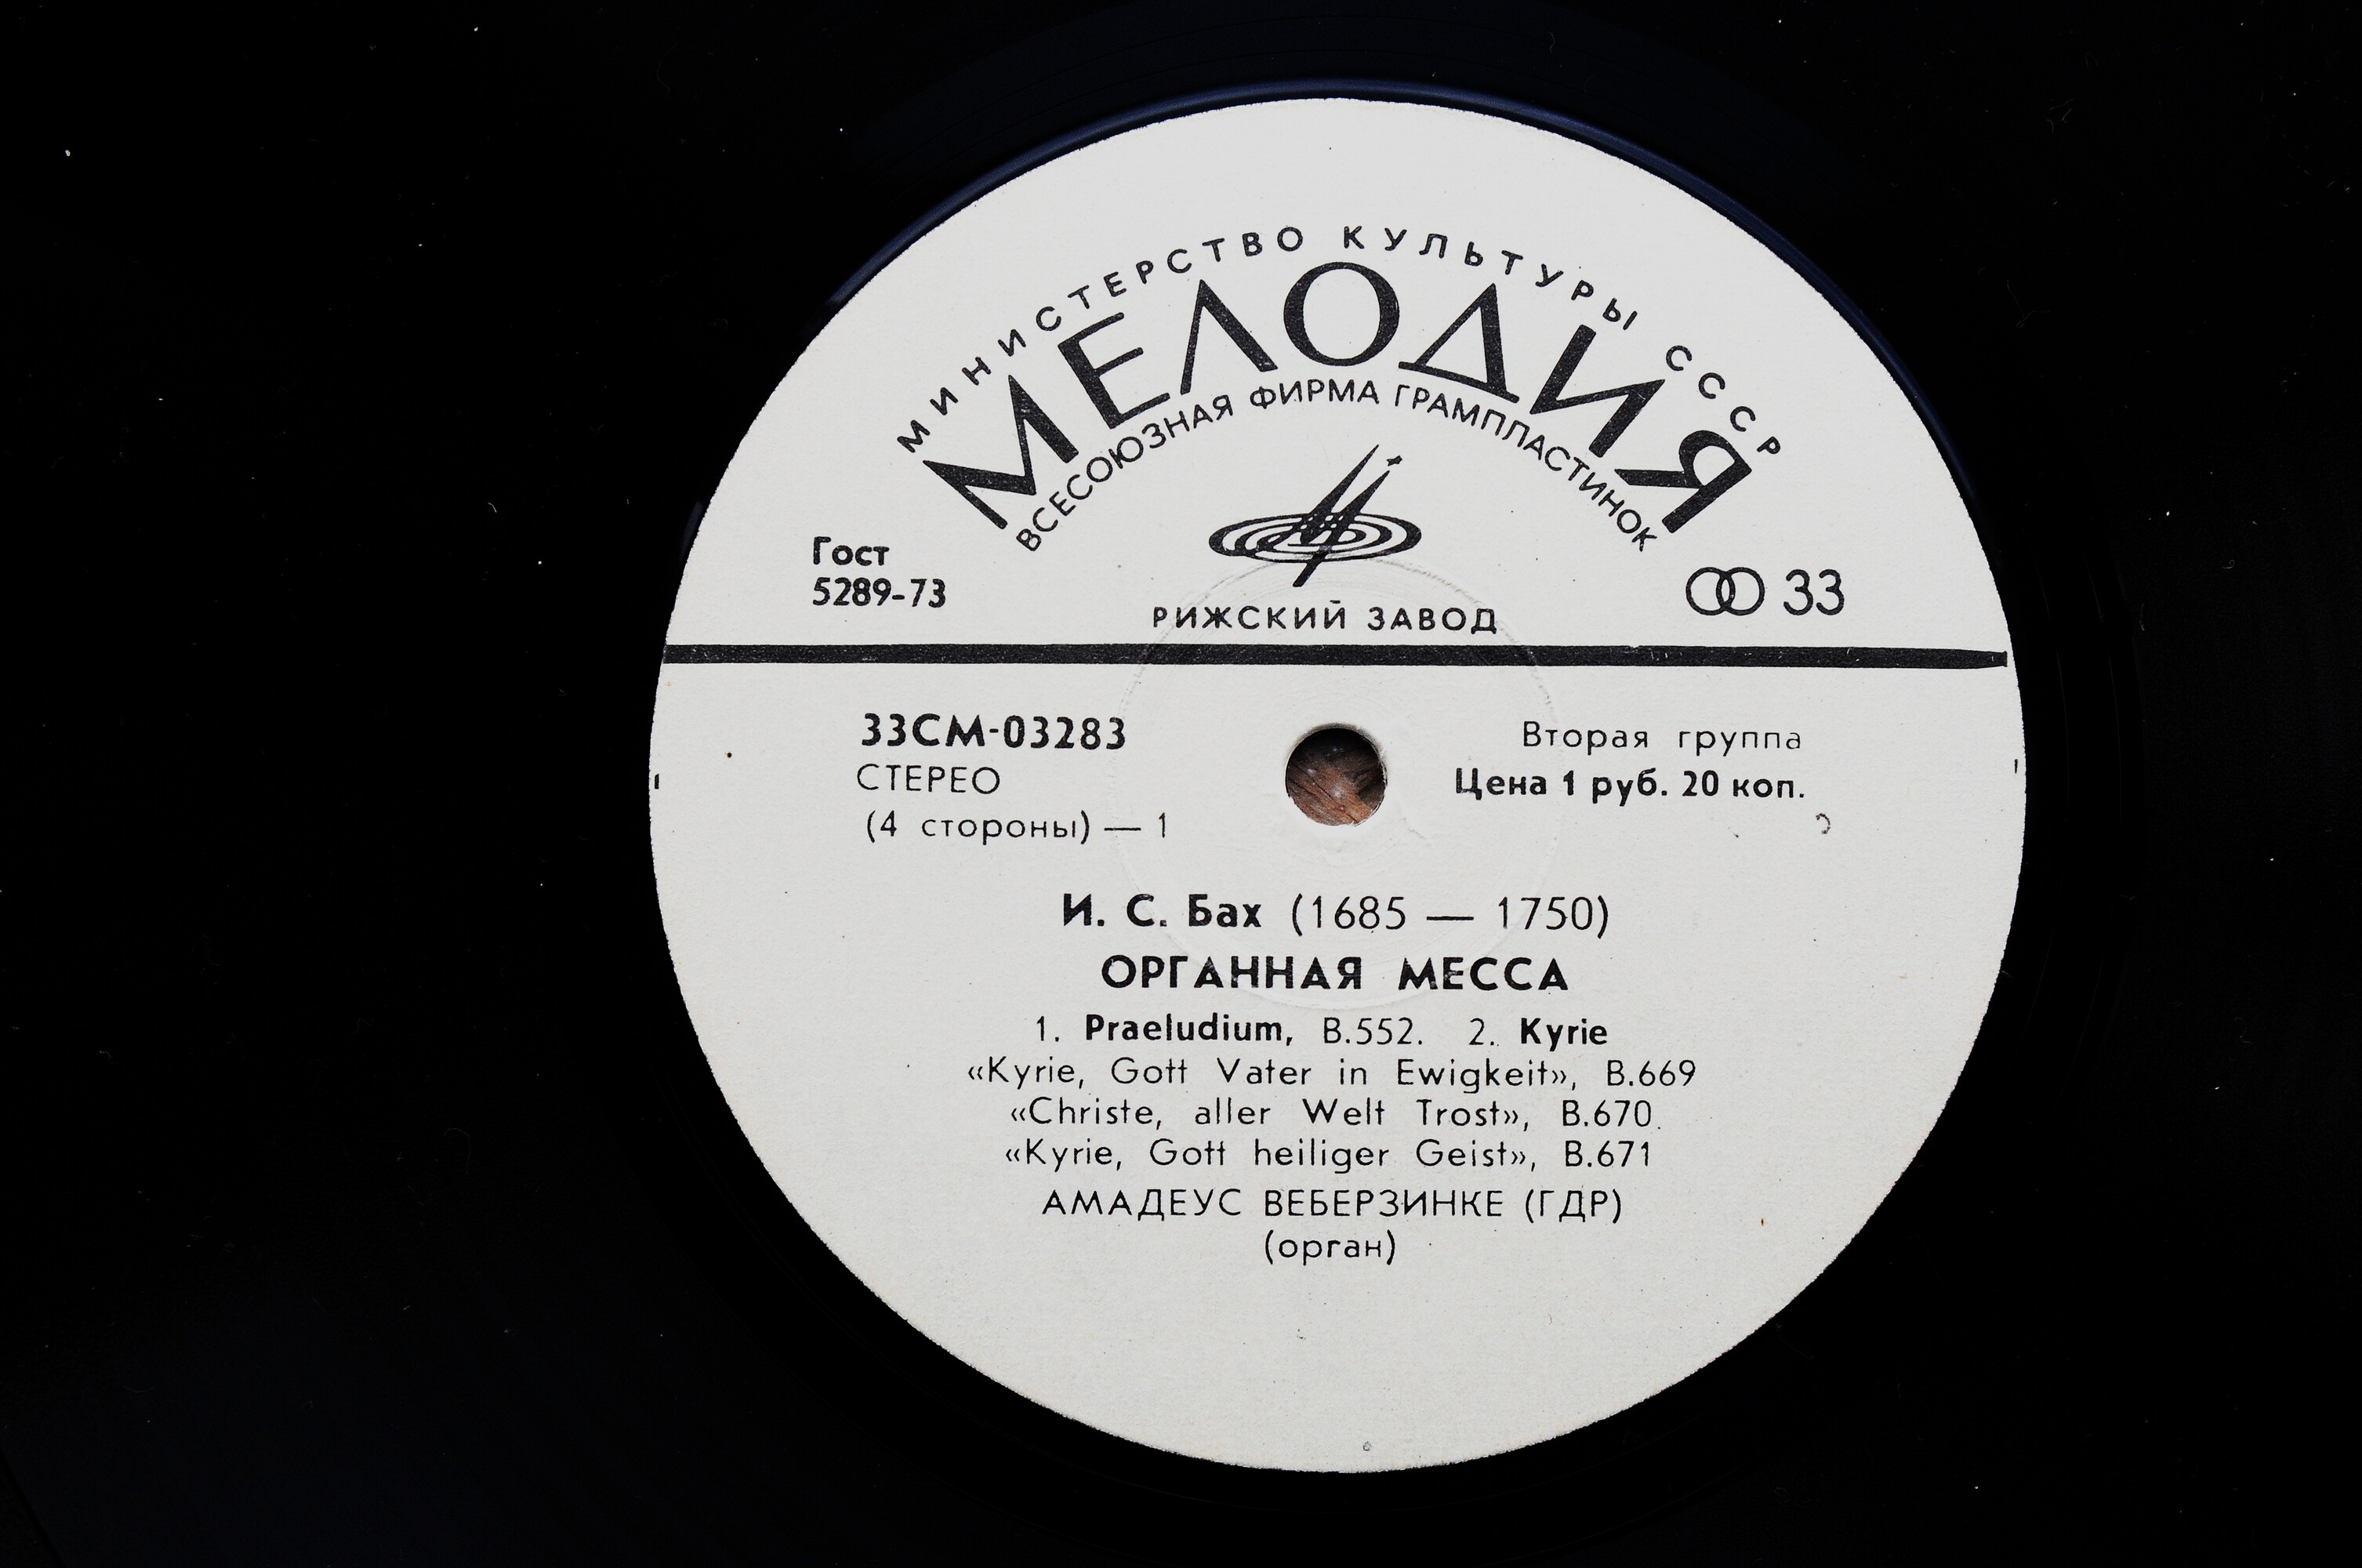 МИНИСТЕРСТВО КУЛЬТУРЫ СССР
МЕЛОДИЯ
ВСЕСОЮЗНАЯ ФИРМА ГРАМПЛАСТИНОК
Гост
5289-73
33
РИЖСКИЙ ЗАВОД
33СМ-03283
СТЕРЕО
(4 стороны) — 1
Вторая группа
Цена 1 руб. 20 коп.
И. С. Бах (1685 — 1750)
ОРГАННАЯ МЕССА
1. Praeludium, B.552. 2. Kyrie
«Kyrie, Gott Vater in Ewigkeit», B.669
«Christe, aller Welt Trost», B.670
«Kyrie, Gott heiliger Geist», B.671
АМАДЕУС ВЕБЕРЗИНКЕ (ГДР)
(орган)